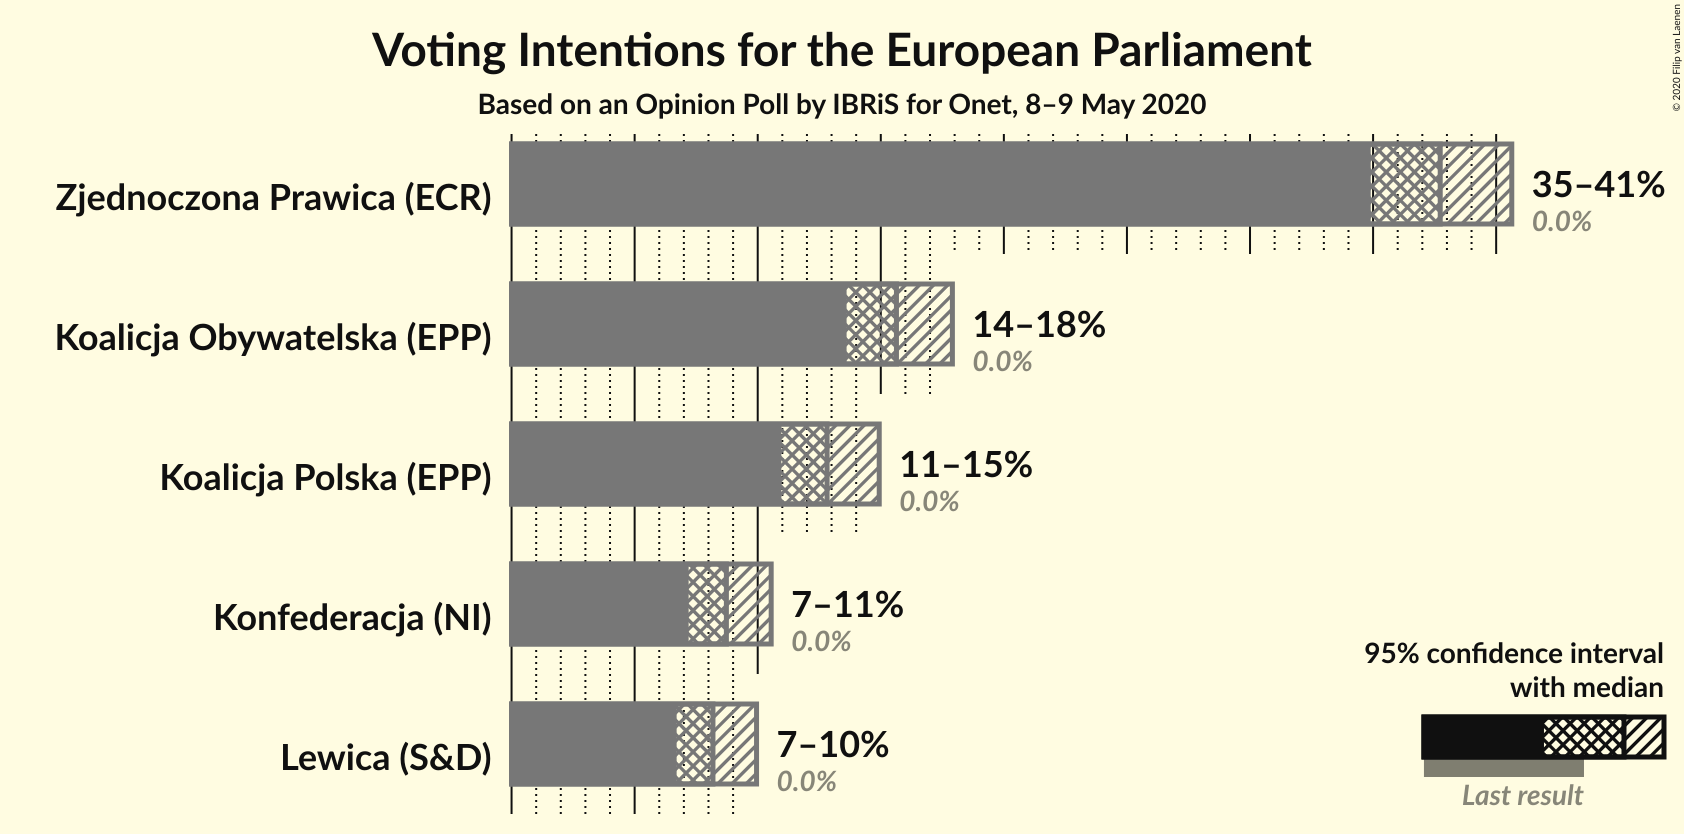 Voting Intentions for the European Parliament
Based on an Opinion Poll by IBRiS for Onet, 8–9 May 2020
© 2020 Filip van Laenen
Zjednoczona Prawica (ECR)
35–41%
0.0%
Koalicja Obywatelska (EPP)
14–18%
0.0%
Koalicja Polska (EPP)
11–15%
0.0%
Konfederacja (NI)
7–11%
0.0%
Lewica (S&D)
7–10%
0.0%
95% confidence interval
with median
Last result